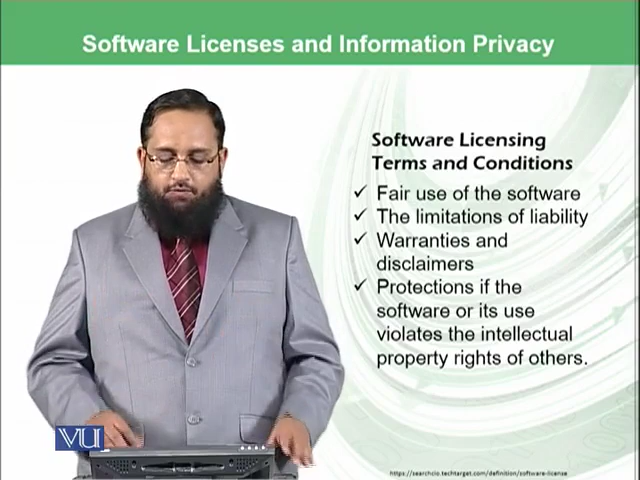 Software Licenses and Information Privacy
Software Licensing
Terms and Conditions
✓ Fair use of the software
✓ The limitations of liability
✓ Warranties and
disclaimers
✓ Protections if the
software or its use
violates the intellectual
property rights of others.
VU
https://searchcio.techtarget.com/definition/software-license